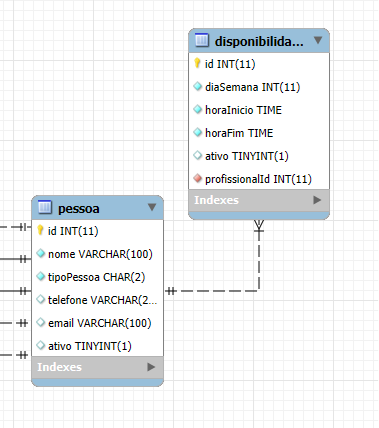 disponibilida...
id INT(11)
diaSemana INT(11)
horaInicio TIME
horaFim TIME
ativo TINYINT(1)
profissionalId INT(11)
Indexes
pessoa
id INT(11)
nome VARCHAR(100)
tipoPessoa CHAR(2)
telefone VARCHAR(2...
email VARCHAR(100)
ativo TINYINT(1)
Indexes